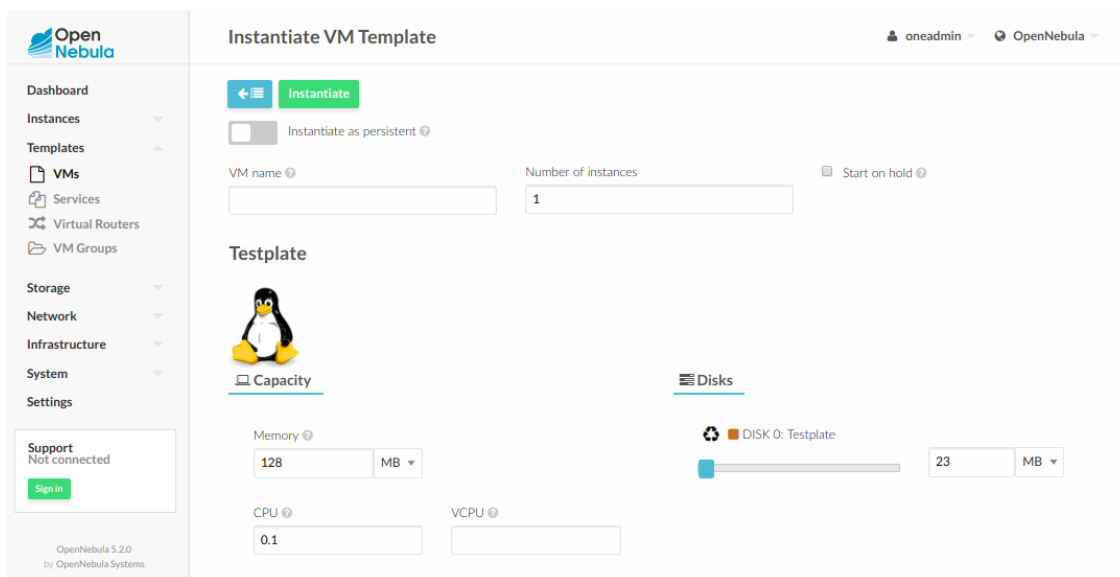 Open
Nebula
Instantiate VM Template
oneadmin
OpenNebula
Dashboard
Instances
Templates
VMs
Services
Virtual Routers
VM Groups
Storage
Network
Infrastructure
System
Settings
Support
Not connected
Sign in
OpenNebula 5.2.0
by OpenNebula Systems.
Instantiate
Instantiate as persistent
VM name
Number of instances
Start on hold
1
Testplate
Capacity
Disks
Memory
128 MB
DISK 0: Testplate
23 MB
CPU
VCPU
0.1